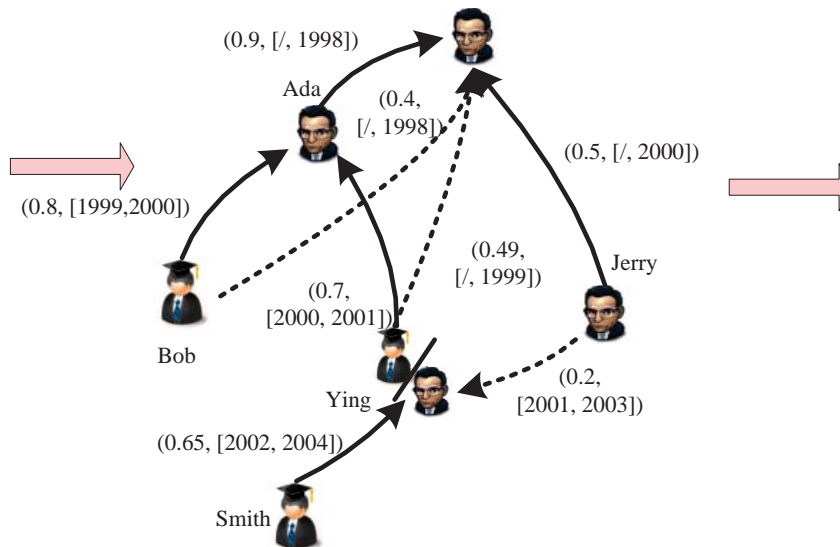 (0.9, [/, 1998])
Ada
(0.4,
[/, 1998])
(0.5, [/, 2000])
(0.8, [1999,2000])
(0.49,
[/, 1999])
Jerry
(0.7,
[2000, 2001])
Bob
Ying
(0.2,
[2001, 2003])
(0.65, [2002, 2004])
Smith